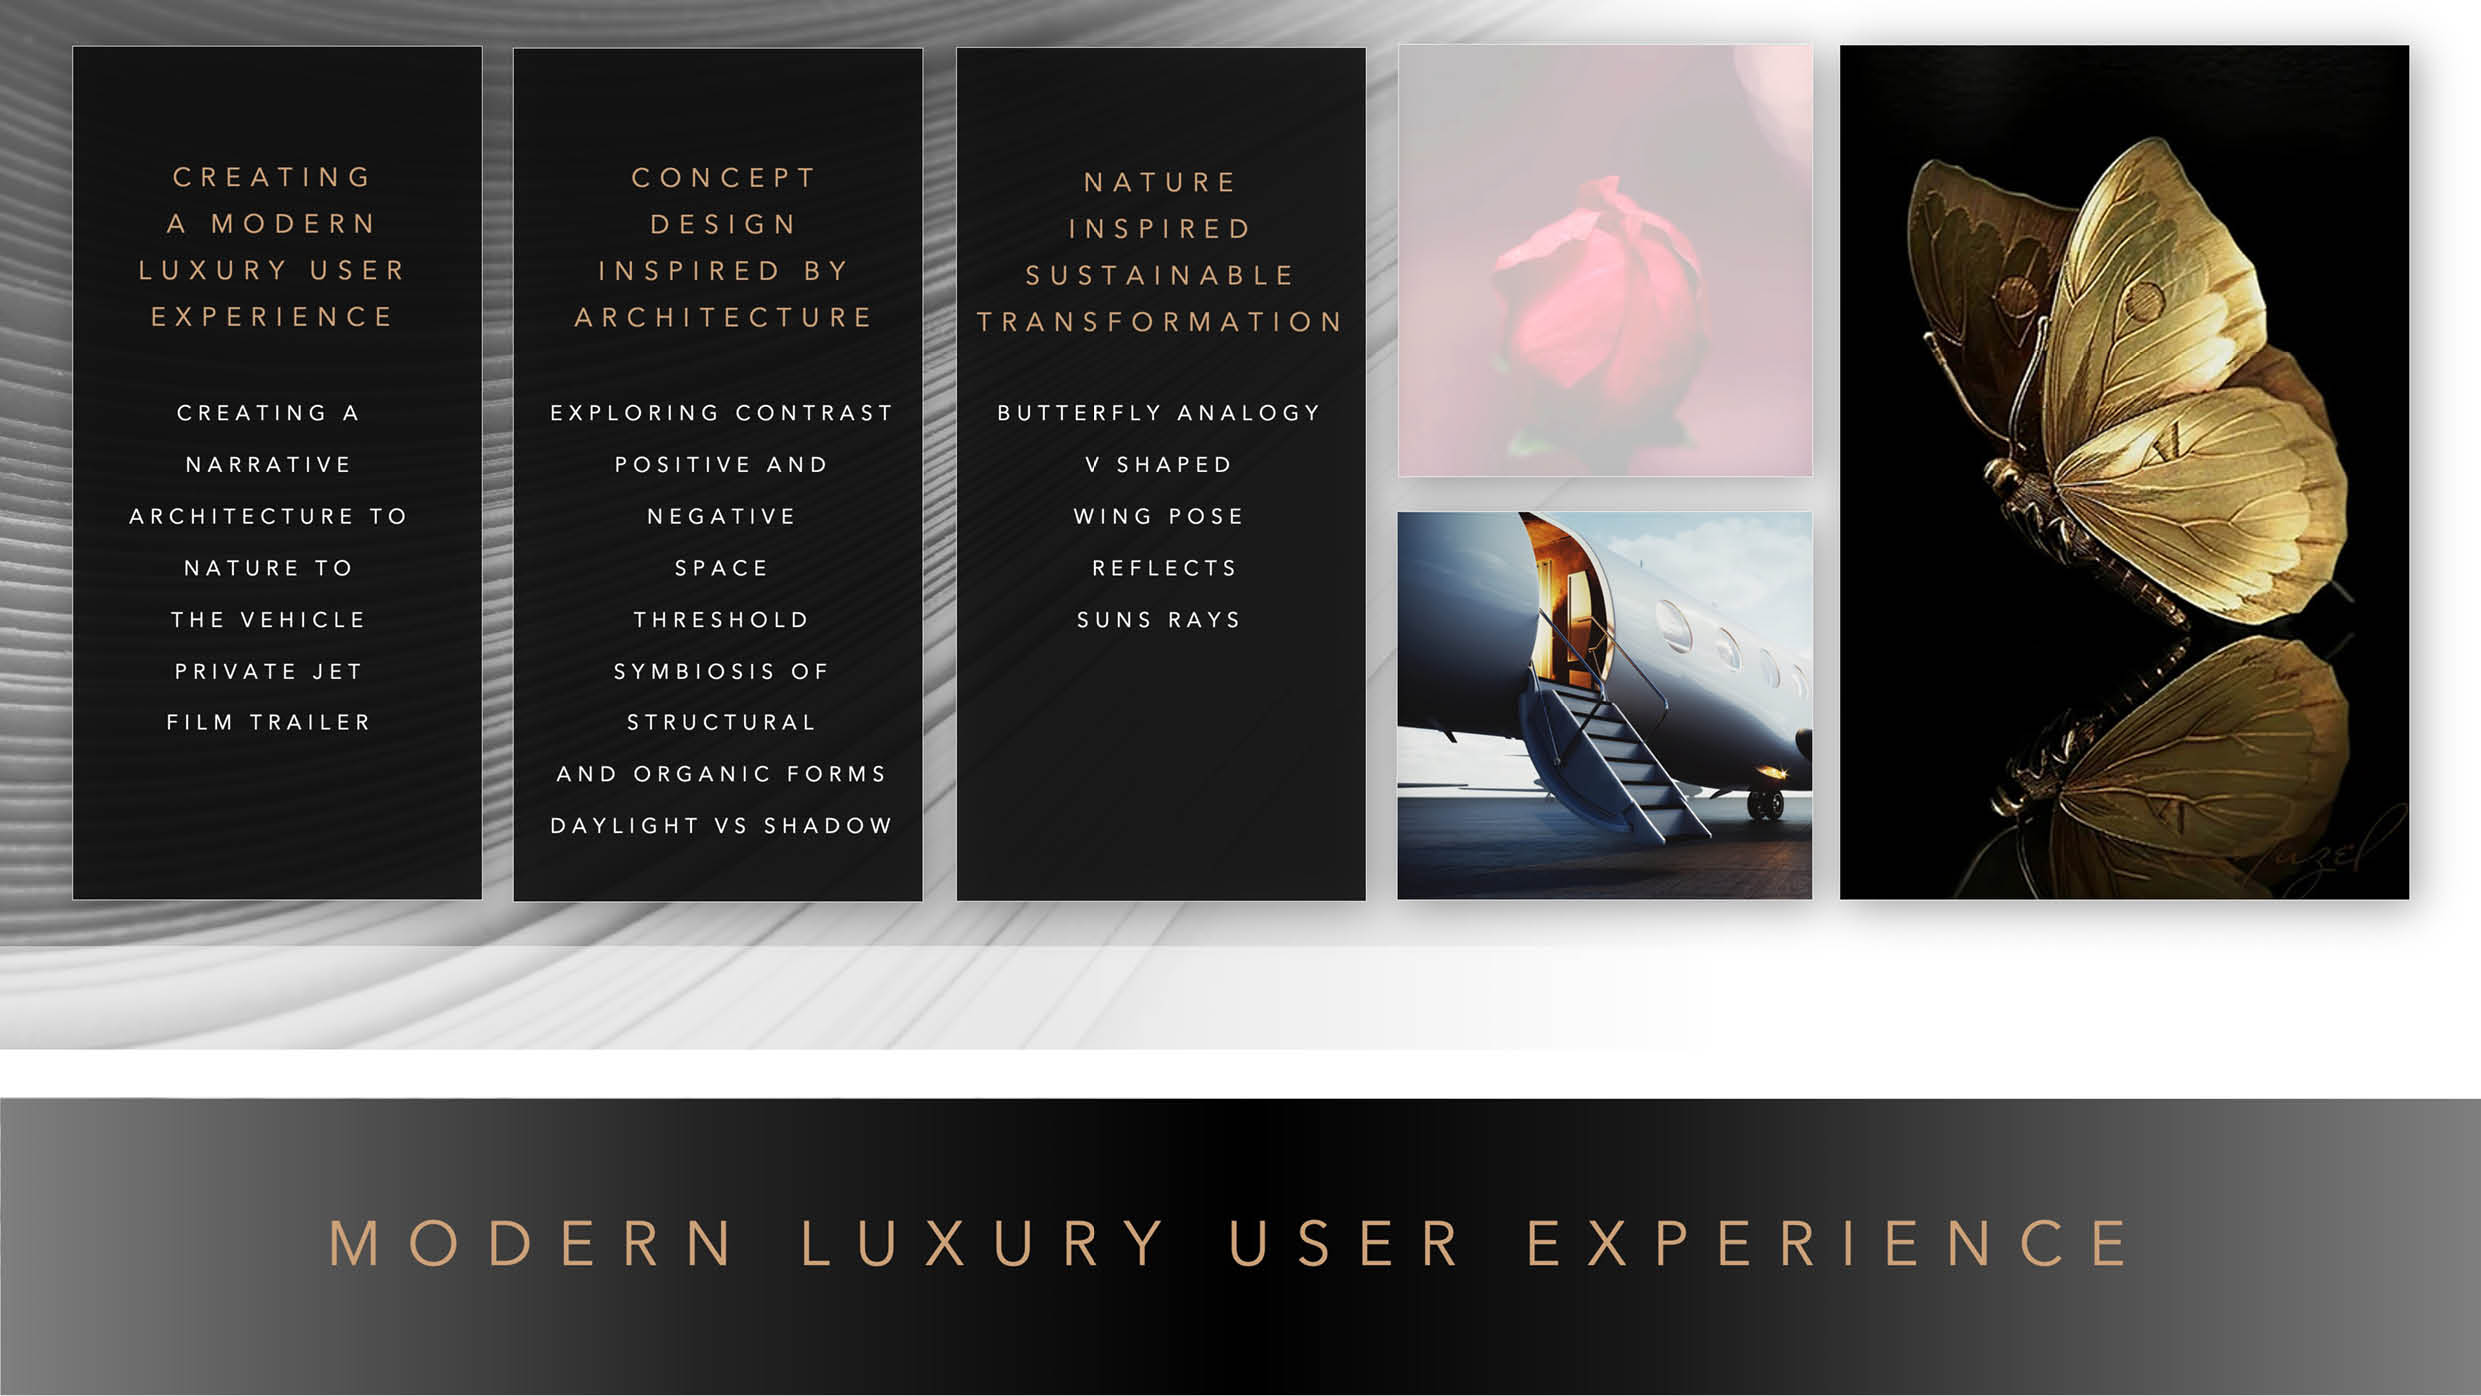 CREATING
A MODERN
LUXURY USER
EXPERIENCE
CREATING A
NARRATIVE
ARCHITECTURE TO
NATURE TO
THE VEHICLE
PRIVATE JET
FILM TRAILER
CONCEPT
DESIGN
INSPIRED BY
ARCHITECTURE
EXPLORING CONTRAST
POSITIVE AND
NEGATIVE
SPACE
THRESHOLD
SYMBIOSIS OF
STRUCTURAL
AND ORGANIC FORMS
DAYLIGHT VS SHADOW
NATURE
INSPIRED
SUSTAINABLE
TRANSFORMATION
BUTTERFLY ANALOGY
V SHAPED
WING POSE
REFLECTS
SUNS RAYS
MODERN LUXURY USER EXPERIENCE